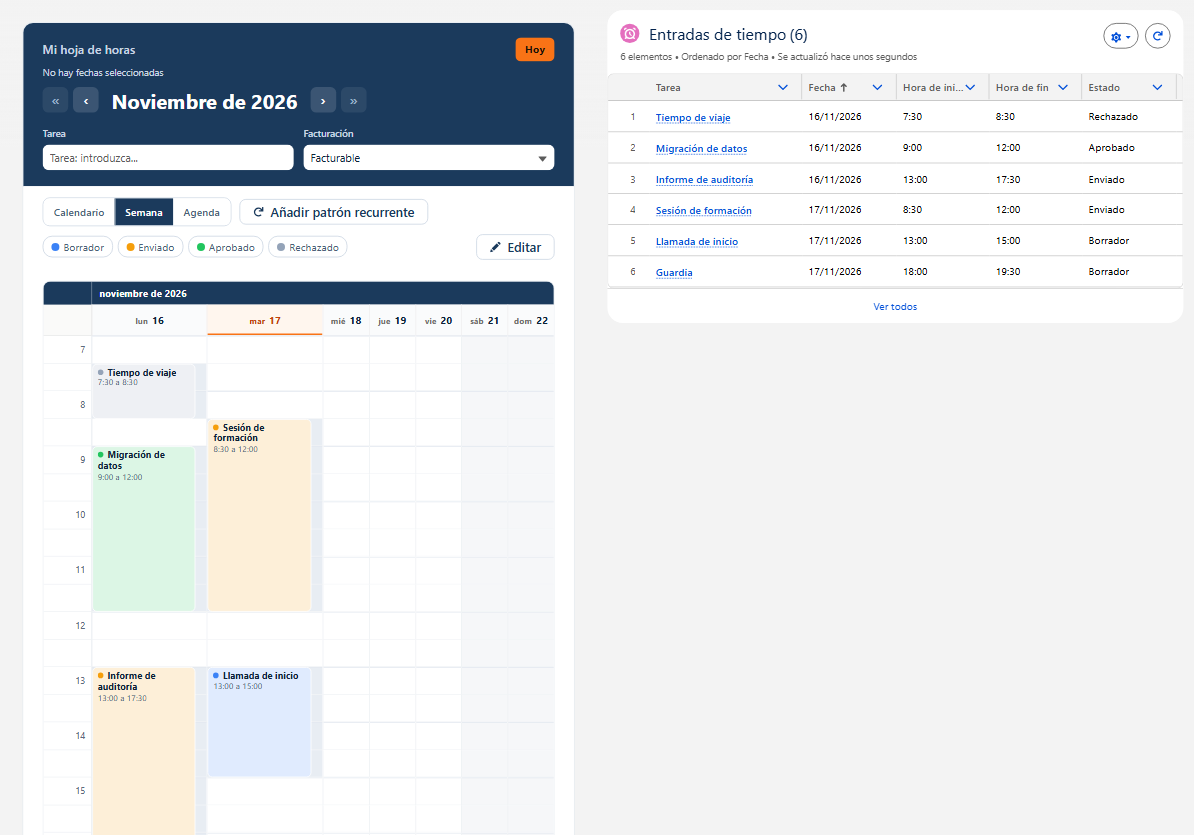 Mi hoja de horas
Hoy
No hay fechas seleccionadas
« ‹ Noviembre de 2026 › »
Tarea
Facturación
Tarea: introduzca...
Facturable
Calendario Semana Agenda Añadir patrón recurrente
Borrador Enviado Aprobado Rechazado
Editar
noviembre de 2026
lun 16 mar 17 mié 18 jue 19 vie 20 sáb 21 dom 22
7
Tiempo de viaje
7:30 a 8:30
8
Sesión de
formación
8:30 a 12:00
9
Migración de
datos
9:00 a 12:00
10
11
12
13
Informe de
auditoría
13:00 a 17:30
Llamada de inicio
13:00 a 15:00
14
15
Entradas de tiempo (6)
6 elementos • Ordenado por Fecha • Se actualizó hace unos segundos
Tarea Fecha ↑ Hora de iní... Hora de fin Estado
1 Tiempo de viaje 16/11/2026 7:30 8:30 Rechazado
2 Migración de datos 16/11/2026 9:00 12:00 Aprobado
3 Informe de auditoría 16/11/2026 13:00 17:30 Enviado
4 Sesión de formación 17/11/2026 8:30 12:00 Enviado
5 Llamada de inicio 17/11/2026 13:00 15:00 Borrador
6 Guardia 17/11/2026 18:00 19:30 Borrador
Ver todos